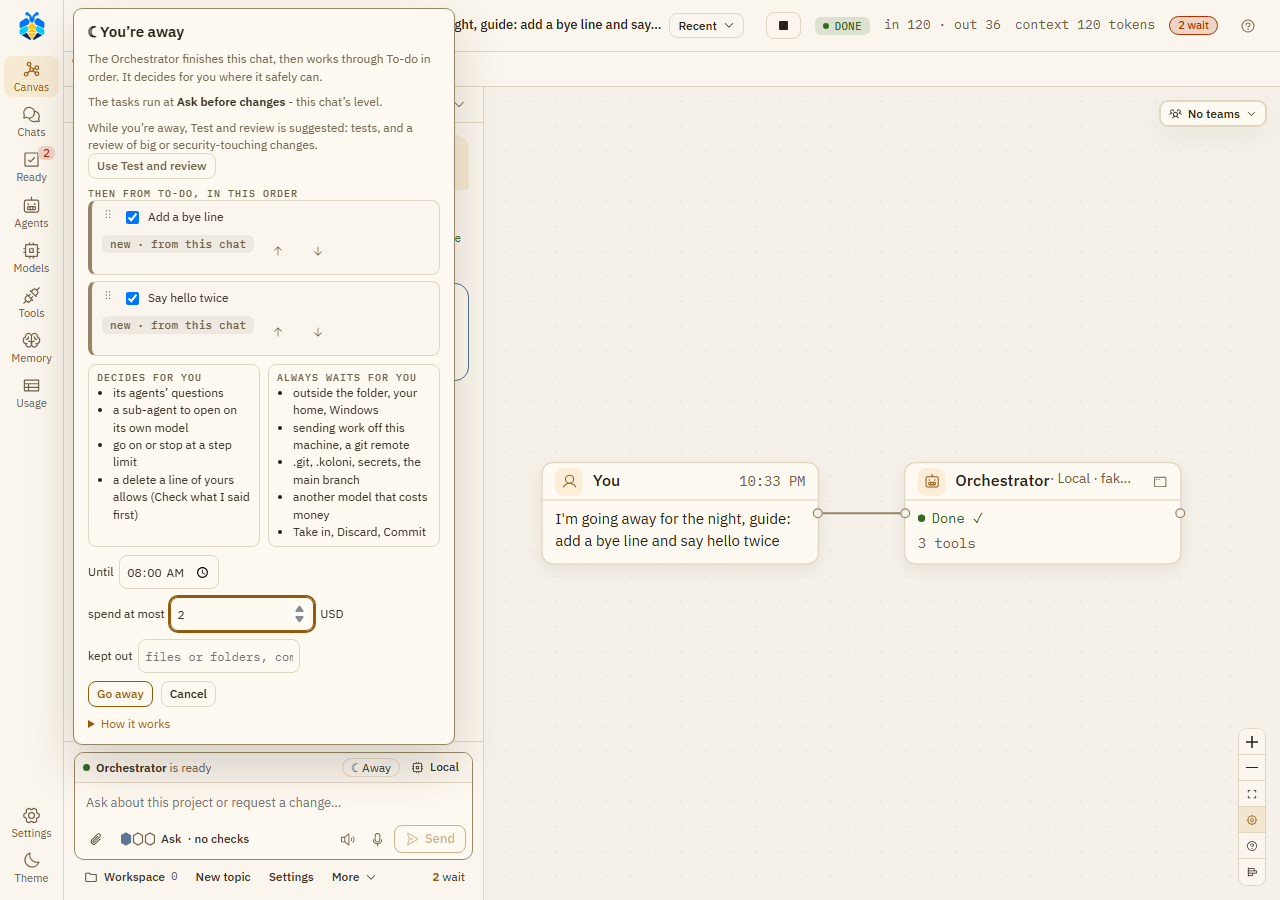 ☾ You're away
The Orchestrator finishes this chat, then works through To-do in
order. It decides for you where it safely can.
The tasks run at Ask before changes - this chat's level.
While you're away, Test and review is suggested: tests, and a
review of big or security-touching changes.
Use Test and review
THEN FROM TO-DO, IN THIS ORDER
Add a bye line
new · from this chat ↑ ↓
Say hello twice
new · from this chat ↑ ↓
DECIDES FOR YOU
its agents' questions
a sub-agent to open on
its own model
go on or stop at a step
limit
a delete a line of yours
allows (Check what I said
first)
ALWAYS WAITS FOR YOU
outside the folder, your
home, Windows
sending work off this
machine, a git remote
.git, .koloni, secrets, the
main branch
another model that costs
money
Take in, Discard, Commit
Until 08:00 AM
spend at most 2 USD
kept out files or folders, con
Go away Cancel
How it works
ght, guide: add a bye line and say... Recent DONE in 120 · out 36 context 120 tokens 2 wait
Canvas
Chats
Ready 2
Agents
Models
Tools
Memory
Usage
Settings
Theme
No teams
You 10:33 PM
I'm going away for the night, guide:
add a bye line and say hello twice
Orchestrator · Local · fak...
Done ✓
3 tools
Orchestrator is ready ☾ Away Local
Ask about this project or request a change...
Ask · no checks Send
Workspace 0 New topic Settings More 2 wait